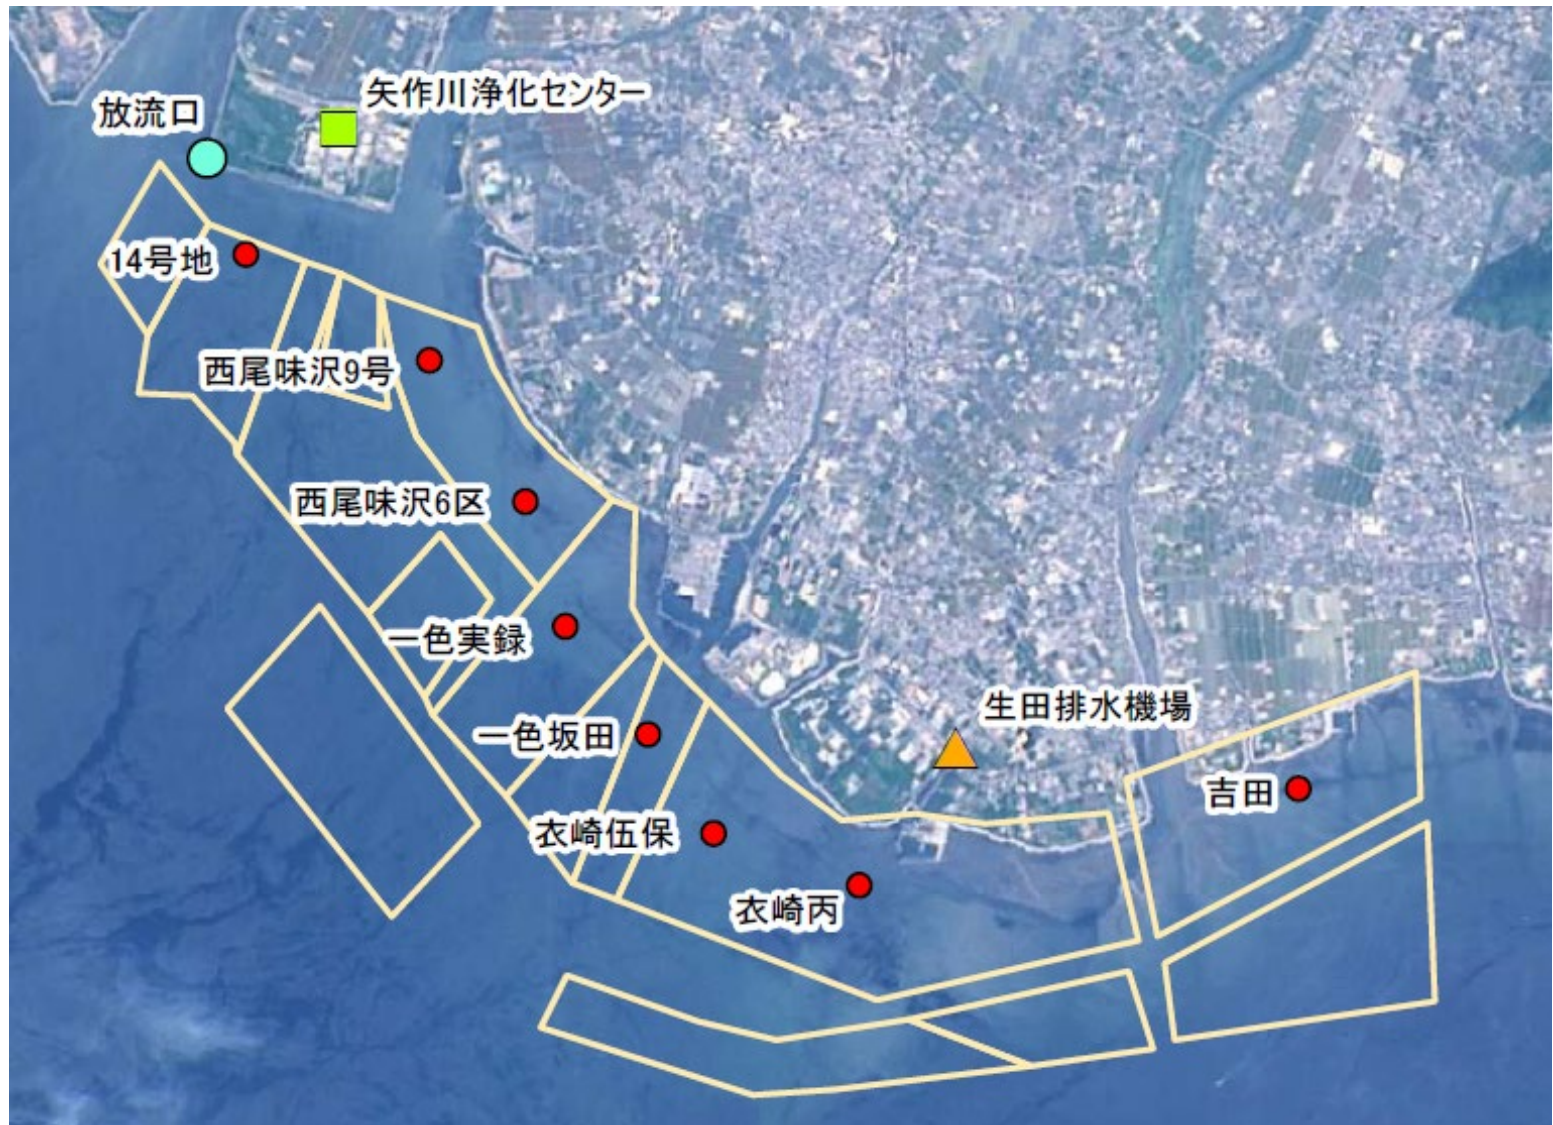 矢作川浄化センター
放流口
14号地
西尾味沢9号
西尾味沢6区
一色実録
一色坂田
生田排水機場
吉田
衣崎伍保
衣崎丙